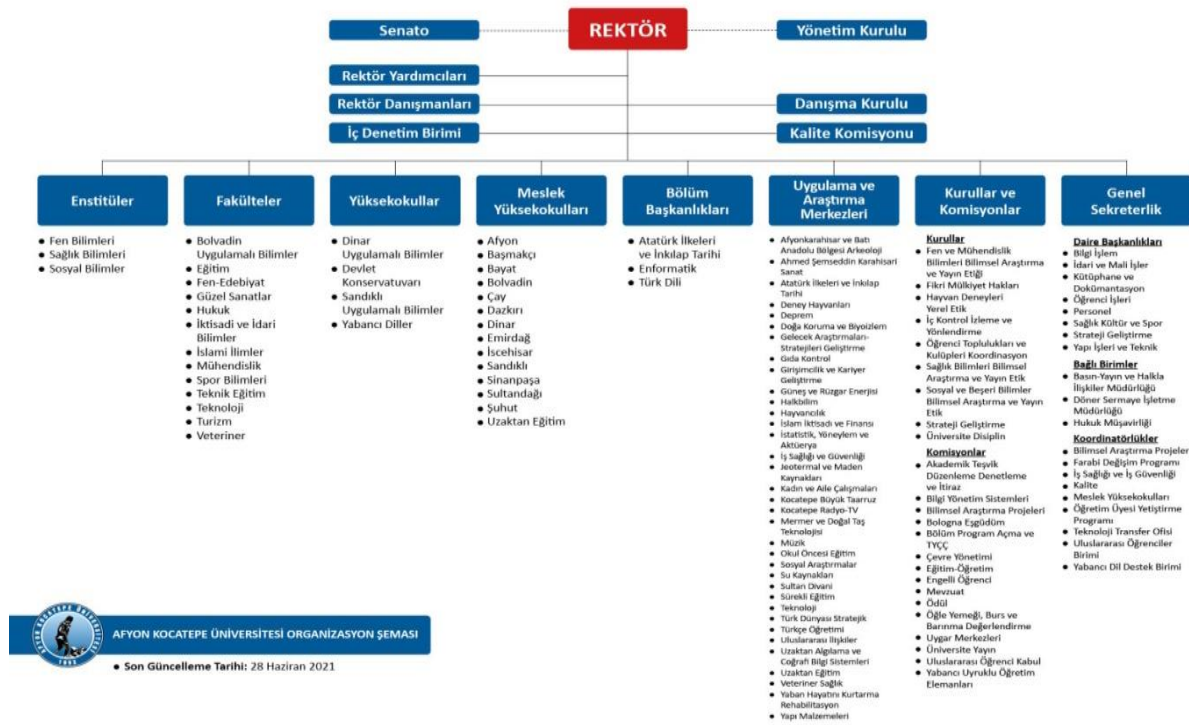 Senato
REKTÖR
Yönetim Kurulu
Rektör Yardımcıları
Rektör Danışmanları
Danışma Kurulu
İç Denetim Birimi
Kalite Komisyonu
Enstitüler
• Fen Bilimleri
• Sağlık Bilimleri
• Sosyal Bilimler
Fakülteler
• Bolvadin
Uygulamalı Bilimler
• Eğitim
• Fen-Edebiyat
• Güzel Sanatlar
• Hukuk
• İktisadi ve İdari
Bilimler
• İslami İlimler
• Mühendislik
• Spor Bilimleri
• Teknik Eğitim
• Teknoloji
• Turizm
• Veteriner
Yüksekokullar
• Dinar
Uygulamalı Bilimler
• Devlet
Konservatuvarı
• Sandıklı
Uygulamalı Bilimler
• Yabancı Diller
Meslek
Yüksekokulları
• Afyon
• Başmakçı
• Bayat
• Bolvadin
• Çay
• Dazkırı
• Dinar
• Emirdağ
• İscehisar
• Sandıklı
• Sinanpaşa
• Sultandağı
• Şuhut
• Uzaktan Eğitim
Bölüm
Başkanlıkları
• Atatürk İlkeleri
ve İnkılap Tarihi
• Enformatik
• Türk Dili
Uygulama ve
Araştırma
Merkezleri
• Afyonkarahisar ve Batı
Anadolu Bölgesi Arkeoloji
• Ahmed Şemseddin Karahisari
Sanat
• Atatürk İlkeleri ve İnkılap
Tarihi
• Deney Hayvanları
• Deprem
• Doğa Koruma ve Biyoizlem
• Gelecek Araştırmaları-
Stratejileri Geliştirme
• Gıda Kontrol
• Girişimcilik ve Kariyer
Geliştirme
• Güneş ve Rüzgar Enerjisi
• Halkbilim
• Hayvancılık
• İslam İktisadi ve Finansı
• İstatistik, Yöneylem ve
Aktüerya
• İş Sağlığı ve Güvenliği
• Jeotermal ve Maden
Kaynakları
• Kadın ve Aile Çalışmaları
• Kocatepe Büyük Taarruz
• Kocatepe Radyo-TV
• Mermer ve Doğal Taş
Teknolojisi
• Müzik
• Okul Öncesi Eğitim
• Sosyal Araştırmalar
• Su Kaynakları
• Sultan Divani
• Sürekli Eğitim
• Teknoloji
• Türk Dünyası Stratejik
• Türkçe Öğretimi
• Uluslararası İlişkiler
• Uzaktan Algılama ve
Coğrafi Bilgi Sistemleri
• Uzaktan Eğitim
• Veteriner Sağlık
• Yaban Hayatını Kurtarma
Rehabilitasyon
• Yapı Malzemeleri
Kurullar ve
Komisyonlar
Kurullar
• Fen ve Mühendislik
Bilimleri Bilimsel Araştırma
ve Yayın Etiği
• Fikri Mülkiyet Hakları
• Hayvan Deneyleri
Yerel Etik
• İç Kontrol İzleme ve
Yönlendirme
• Öğrenci Toplulukları ve
Kulüpleri Koordinasyon
• Sağlık Bilimleri Bilimsel
Araştırma ve Yayın Etik
• Sosyal ve Beşeri Bilimler
Bilimsel Araştırma ve Yayın
Etik
• Strateji Geliştirme
• Üniversite Disiplin
Komisyonlar
• Akademik Teşvik
Düzenleme Denetleme
ve İtiraz
• Bilgi Yönetim Sistemleri
• Bilimsel Araştırma Projeleri
• Bologna Eşgüdüm
• Bölüm Program Açma ve
TYÇÇ
• Çevre Yönetimi
• Eğitim-Öğretim
• Engelli Öğrenci
• Mevzuat
• Ödül
• Öğle Yemeği, Burs ve
Barınma Değerlendirme
• Uygar Merkezleri
• Üniversite Yayın
• Uluslararası Öğrenci Kabul
• Yabancı Uyruklu Öğretim
Elemanları
Genel
Sekreterlik
Daire Başkanlıkları
• Bilgi İşlem
• İdari ve Mali İşler
• Kütüphane ve
Dokümantasyon
• Öğrenci İşleri
• Personel
• Sağlık Kültür ve Spor
• Strateji Geliştirme
• Yapı İşleri ve Teknik
Bağlı Birimler
• Basın-Yayın ve Halkla
İlişkiler Müdürlüğü
• Döner Sermaye İşletme
Müdürlüğü
• Hukuk Müşavirliği
Koordinatörlükler
• Bilimsel Araştırma Projeler
• Farabi Değişim Programı
• İş Sağlığı ve İş Güvenliği
• Kalite
• Meslek Yüksekokulları
• Öğretim Üyesi Yetiştirme
Programı
• Teknoloji Transfer Ofisi
• Uluslararası Öğrenciler
Birimi
• Yabancı Dil Destek Birimi
AFYON KOCATEPE ÜNİVERSİTESİ
1992
AFYON KOCATEPE ÜNİVERSİTESİ ORGANİZASYON ŞEMASI
• Son Güncelleme Tarihi: 28 Haziran 2021